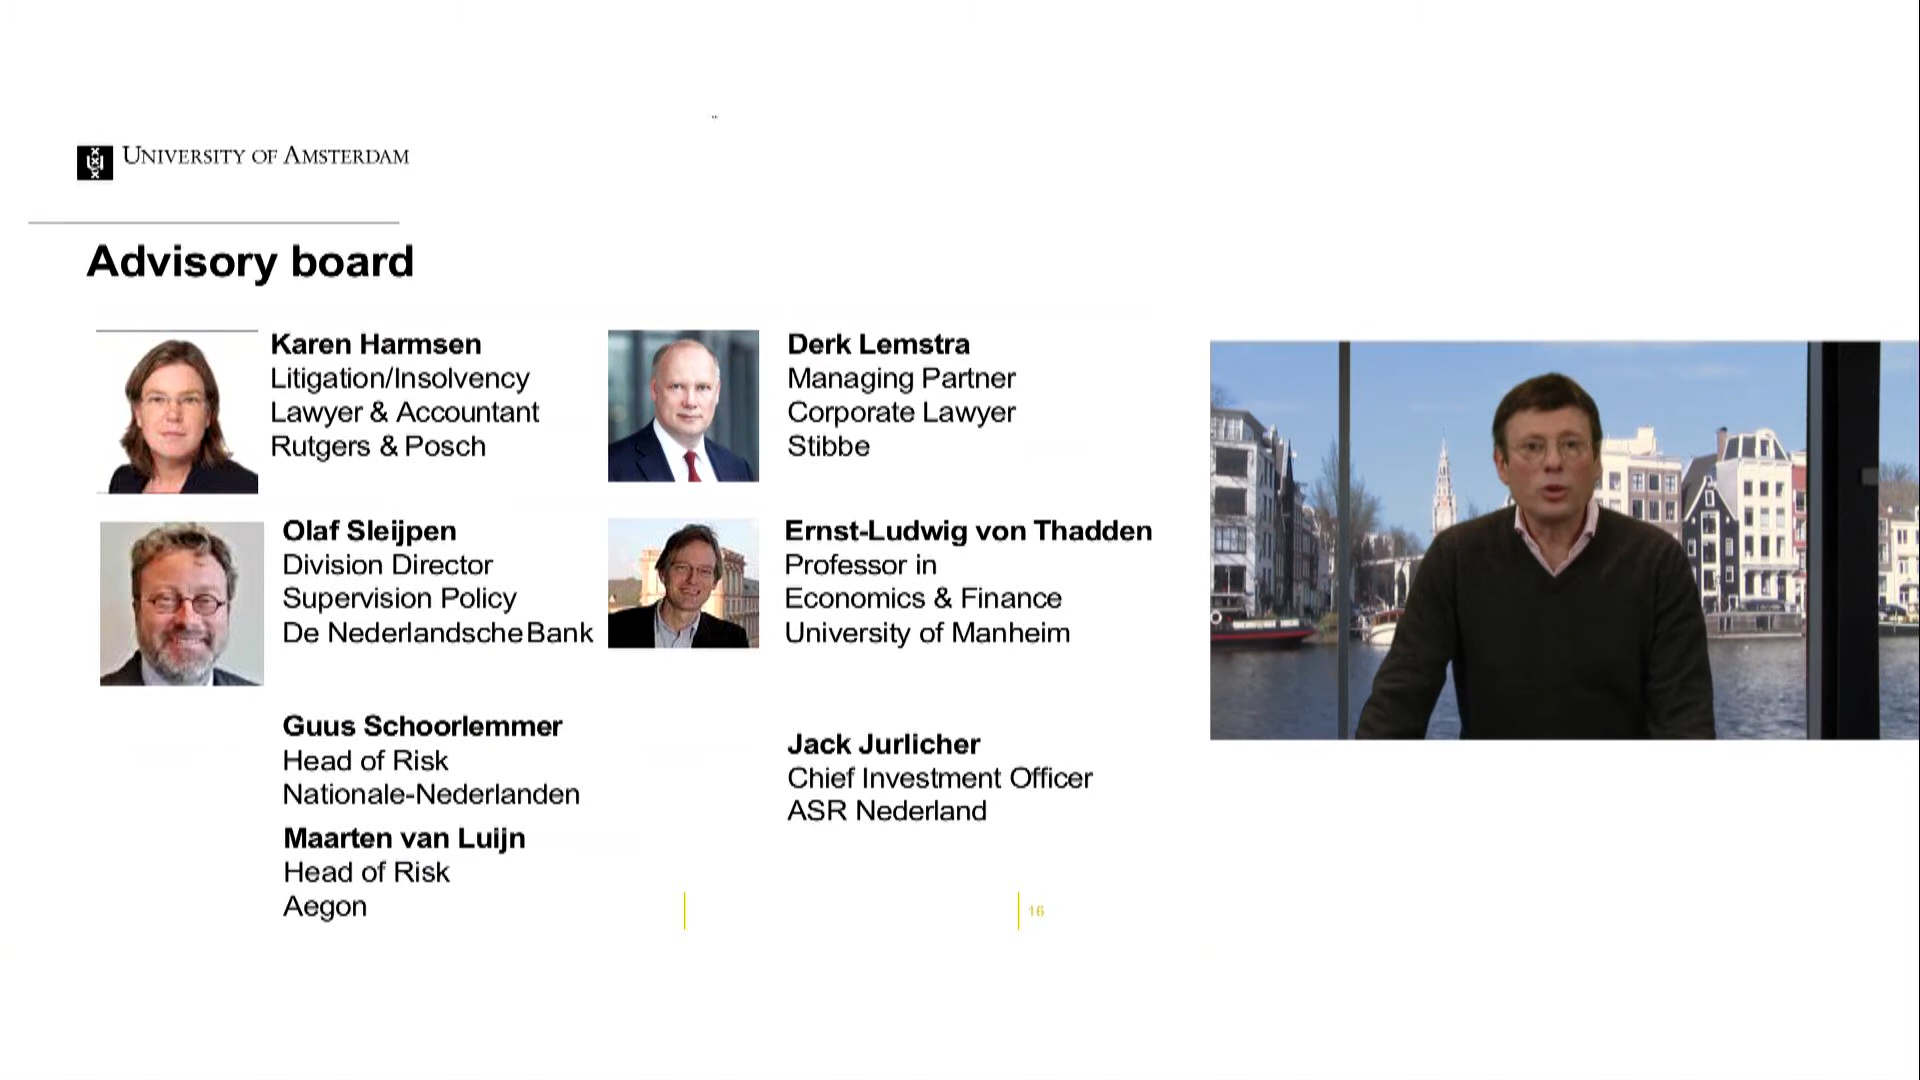 UNIVERSITY OF AMSTERDAM
Advisory board
Karen Harmsen
Litigation/Insolvency
Lawyer & Accountant
Rutgers & Posch
Derk Lemstra
Managing Partner
Corporate Lawyer
Stibbe
Olaf Sleijpen
Division Director
Supervision Policy
De Nederlandsche Bank
Ernst-Ludwig von Thadden
Professor in
Economics & Finance
University of Manheim
Guus Schoorlemmer
Head of Risk
Nationale-Nederlanden
Jack Jurlicher
Chief Investment Officer
ASR Nederland
Maarten van Luijn
Head of Risk
Aegon
16